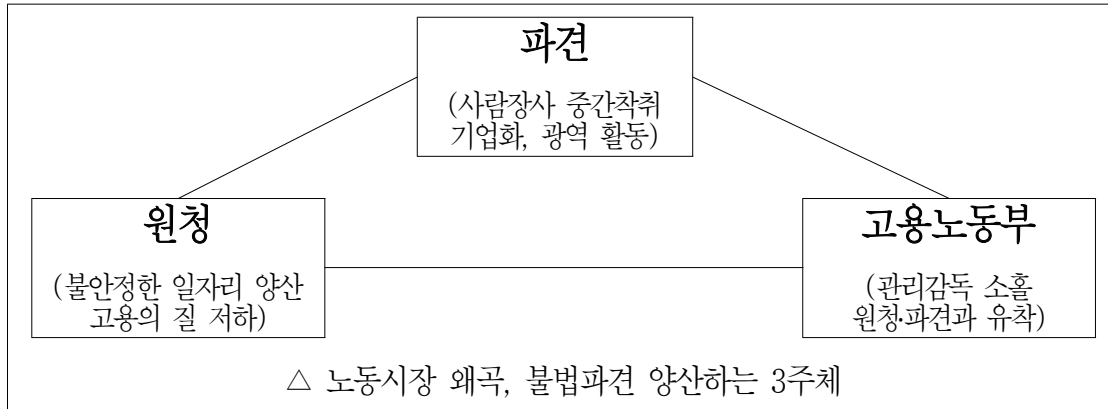 파견
(사람장사 중간착취
기업화, 광역 활동)
원청
(불안정한 일자리 양산
고용의 질 저하)
고용노동부
(관리감독 소홀
원청·파견과 유착)
△ 노동시장 왜곡, 불법파견 양산하는 3주체